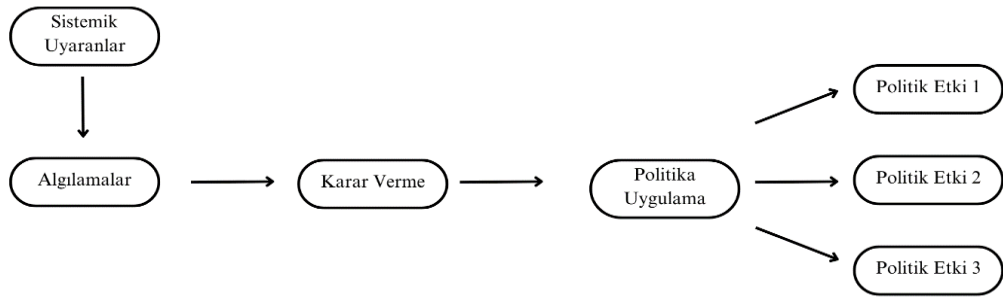 Sistemik
Uyaranlar
Algılamalar
Karar Verme
Politika
Uygulama
Politik Etki 1
Politik Etki 2
Politik Etki 3